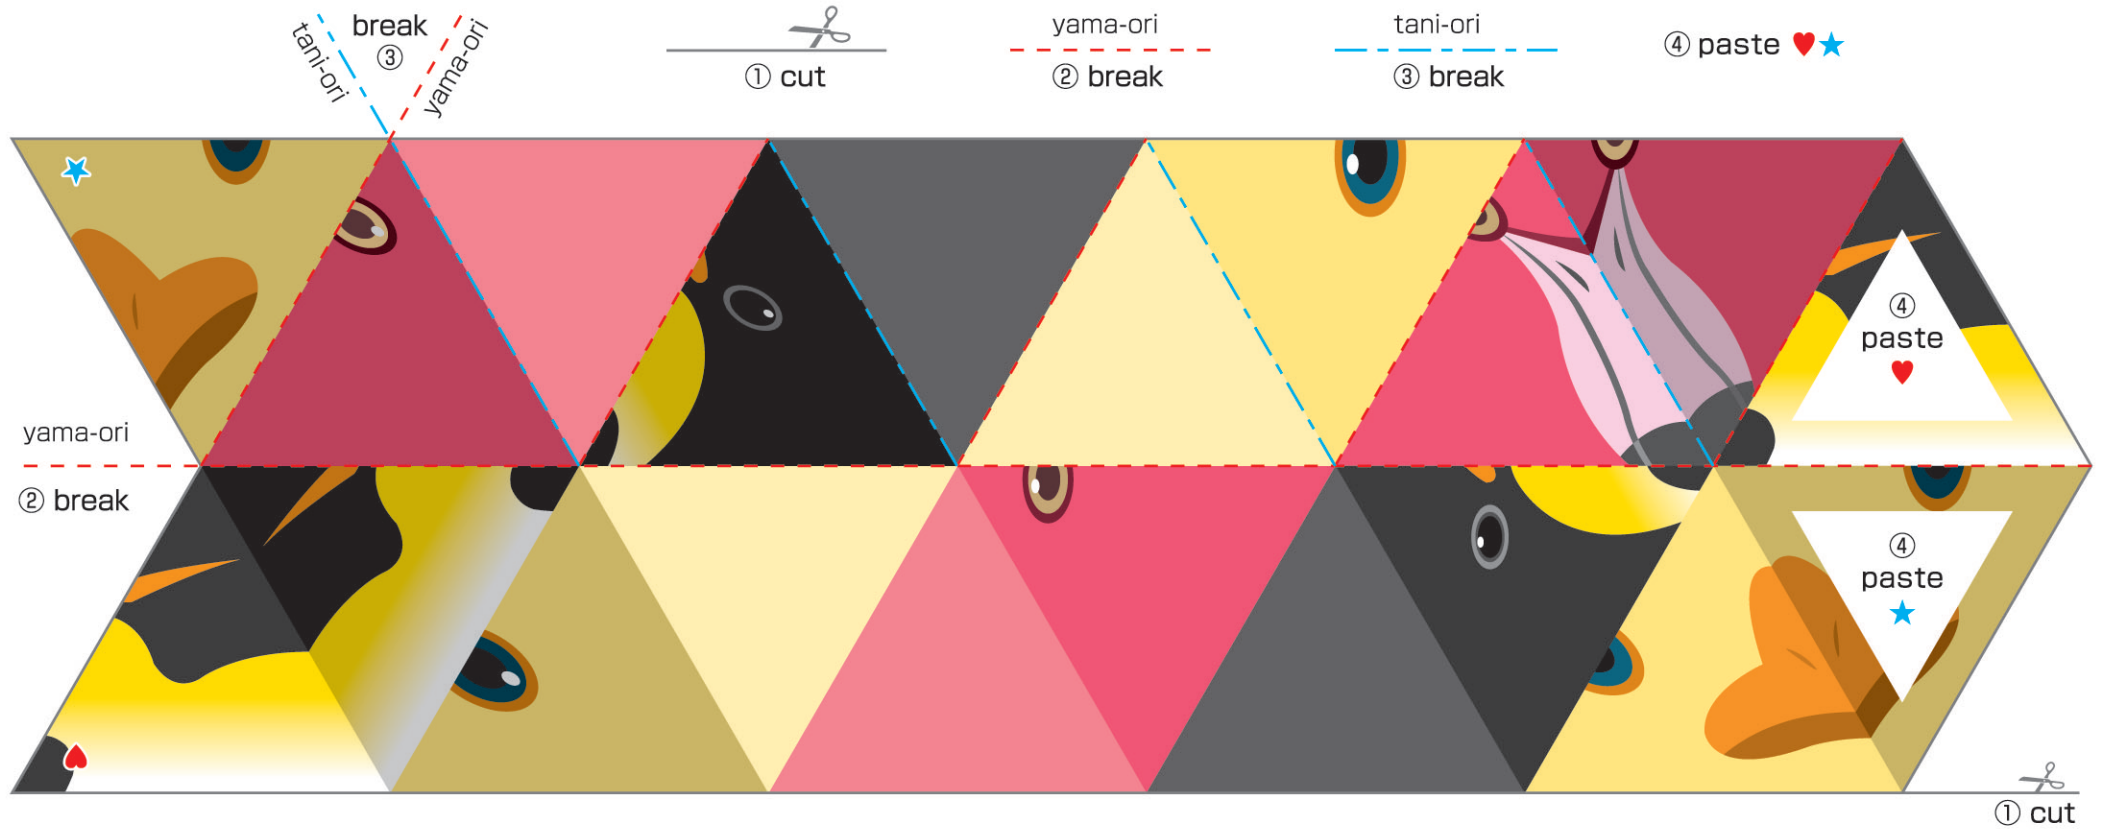 break
③
tani-ori
yama-ori
① cut
yama-ori
② break
tani-ori
③ break
④ paste ♥★
④
paste
♥
yama-ori
② break
④
paste
★
① cut